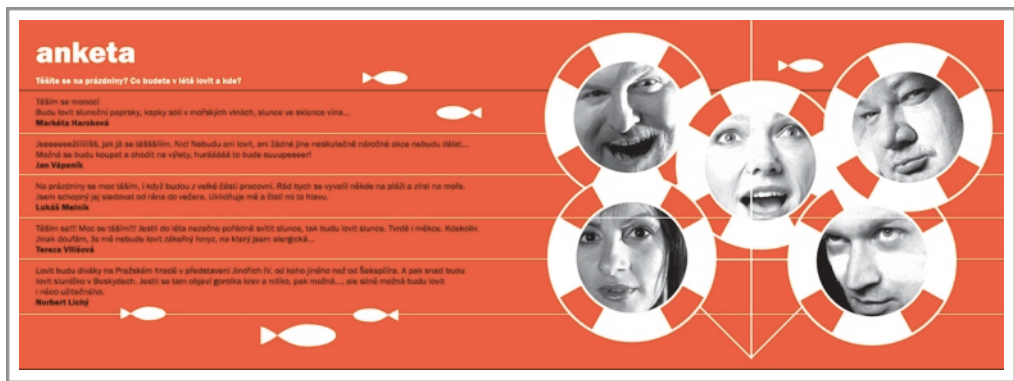 anketa
Těšíte se na prázdniny? Co budete v létě lovit a kde?
Těším se moooc!
Budu lovit sluneční paprsky, kapky soli v mořských vlnách, slunce ve sklence vína...
Markéta Haroková
Jeeeeeeežíííííšš, jak já se těššším. Nic! Nebudu ani lovit, ani žádné jine neskutečně náročné akce nebudu dělat...
Možná se budu koupat a chodit na výlety, hurááááá to bude suuupeeeer!
Jan Vápeník
Na prázdniny se moc těším, i když budou z velké části pracovní. Rád bych se vyvalil někde na pláži a zíral na moře.
Jsem schopný jej sledovat od rána do večera. Uklidňuje mě a čistí mi to hlavu.
Lukáš Melník
Těším se!!! Moc se těším!!! Jestli do léta nezačne pořádně svítit slunce, tak budu lovit slunce. Tvrdě i měkce. Kdekoliv.
Jinak doufám, že mě nebude lovit zákeřný hmyz, na který jsem alergická...
Tereza Vilišová
Lovit budu diváky na Pražském hradě v představení Jindřich IV. od koho jiného než od Šekspííra. A pak snad budu
lovit sluníčko v Beskydech. Jestli se tam objeví gorolka krev a mlíko, pak možná..., ale silně možná budu lovit
i něco užitečného.
Norbert Lichý